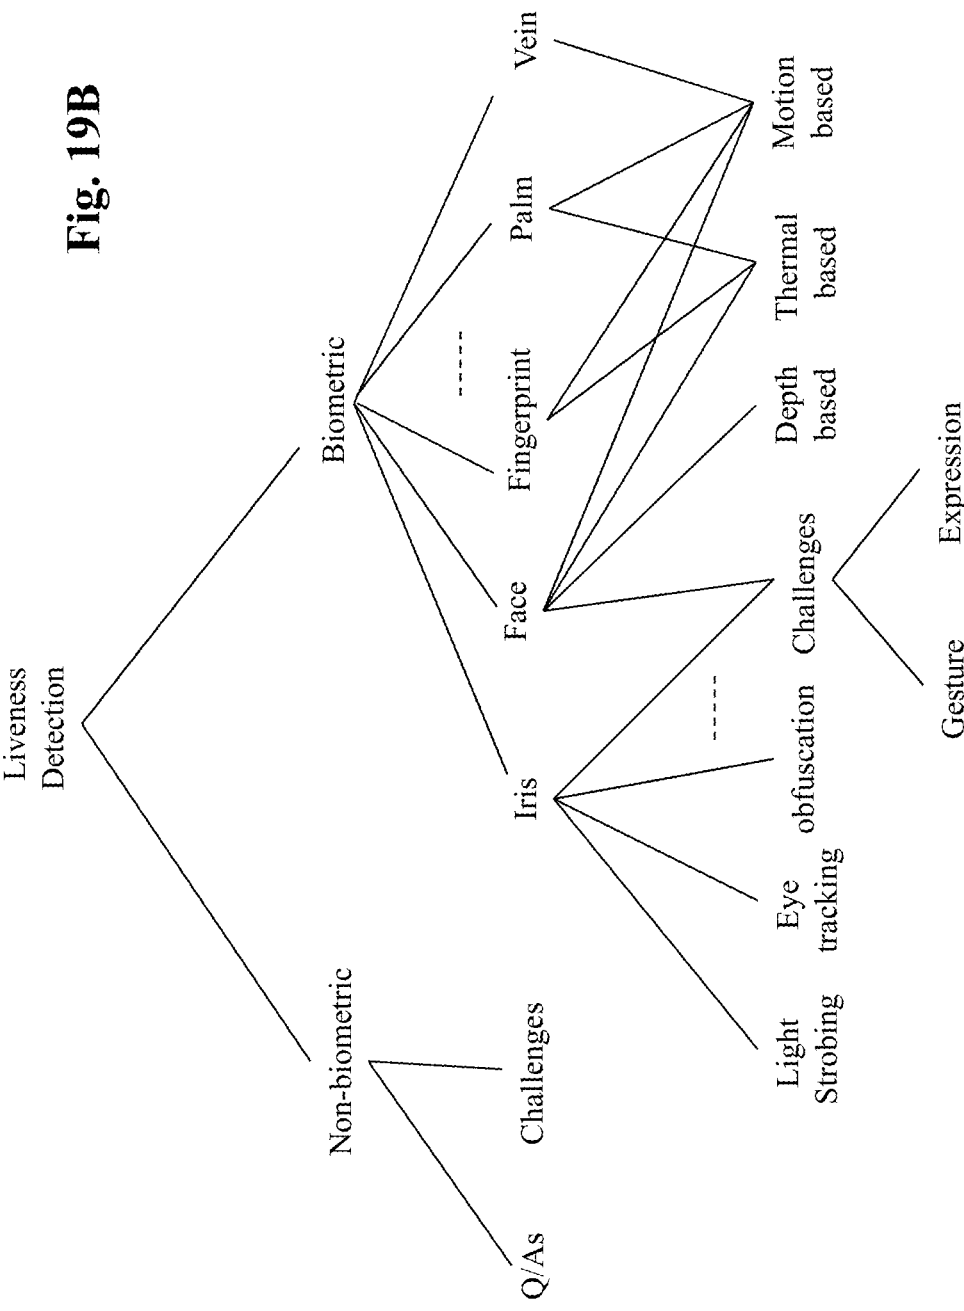 Liveness
Detection
Fig. 19B
Non-biometric
Biometric
Q/As
Challenges
Iris
Face
Fingerprint
Palm
Vein
Light
Strobing
Eye
tracking
obfuscation
Challenges
Depth
based
Thermal
based
Motion
based
Gesture
Expression